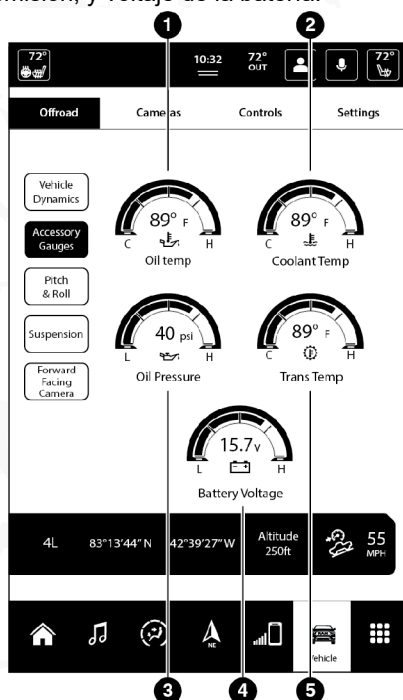 misión, y voltaje de la batería.
1 2
72° 10:32 72° OUT 72°
Offroad Cameras Controls Settings
Vehicle Dynamics
Accessory Gauges
Pitch & Roll
Suspension
Forward Facing Camera
89° F
C H
Oil temp
89° F
C H
Coolant Temp
40 psi
L H
Oil Pressure
89° F
C H
Trans Temp
15.7v
L H
Battery Voltage
4L 83°13'44" N 42°39'27" W Altitude 250ft 55 MPH
NE
Vehicle
3 4 5